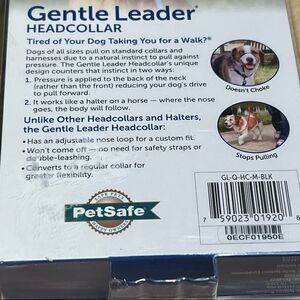 Gentle Leader®
HEADCOLLAR
Tired of Your Dog Taking You for a Walk?®
Dogs of all sizes pull on standard collars and
harnesses due to a natural instinct to pull against
pressure. The Gentle Leader Headcollar's unique
design counters that instinct in two ways:
1. Pressure is applied to the back of the neck
(rather than the front) reducing your dog's drive
to pull forward.
2. It works like a halter on a horse — where the nose
goes, the body will follow.
Unlike Other Headcollars and Halters,
the Gentle Leader Headcollar:
• Has an adjustable nose loop for a custom fit.
• Won't come off — no need for safety straps or
double-leashing.
• Converts to a regular collar for
greater flexibility.
Doesn't Choke
Stops Pulling
PetSafe®
GL-Q-HC-M-BLK
7 59023 01920 8
0ECF01950E